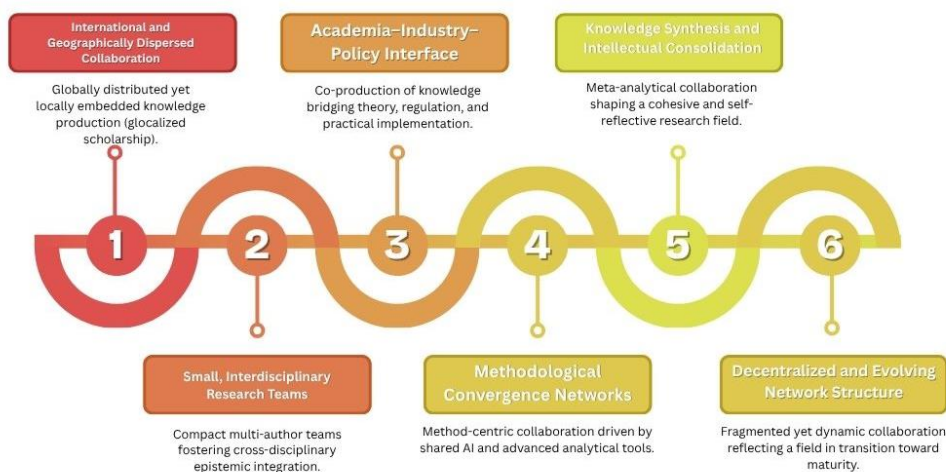 International and
Geographically Dispersed
Collaboration
Globally distributed yet
locally embedded knowledge
production (glocalized
scholarship).
Academia–Industry–
Policy Interface
Co-production of knowledge
bridging theory, regulation, and
practical implementation.
Knowledge Synthesis and
Intellectual Consolidation
Meta-analytical collaboration
shaping a cohesive and self-
reflective research field.
1
2
3
4
5
6
Small, Interdisciplinary
Research Teams
Compact multi-author teams
fostering cross-disciplinary
epistemic integration.
Methodological
Convergence Networks
Method-centric collaboration driven by
shared AI and advanced analytical tools.
Decentralized and Evolving
Network Structure
Fragmented yet dynamic collaboration
reflecting a field in transition toward
maturity.